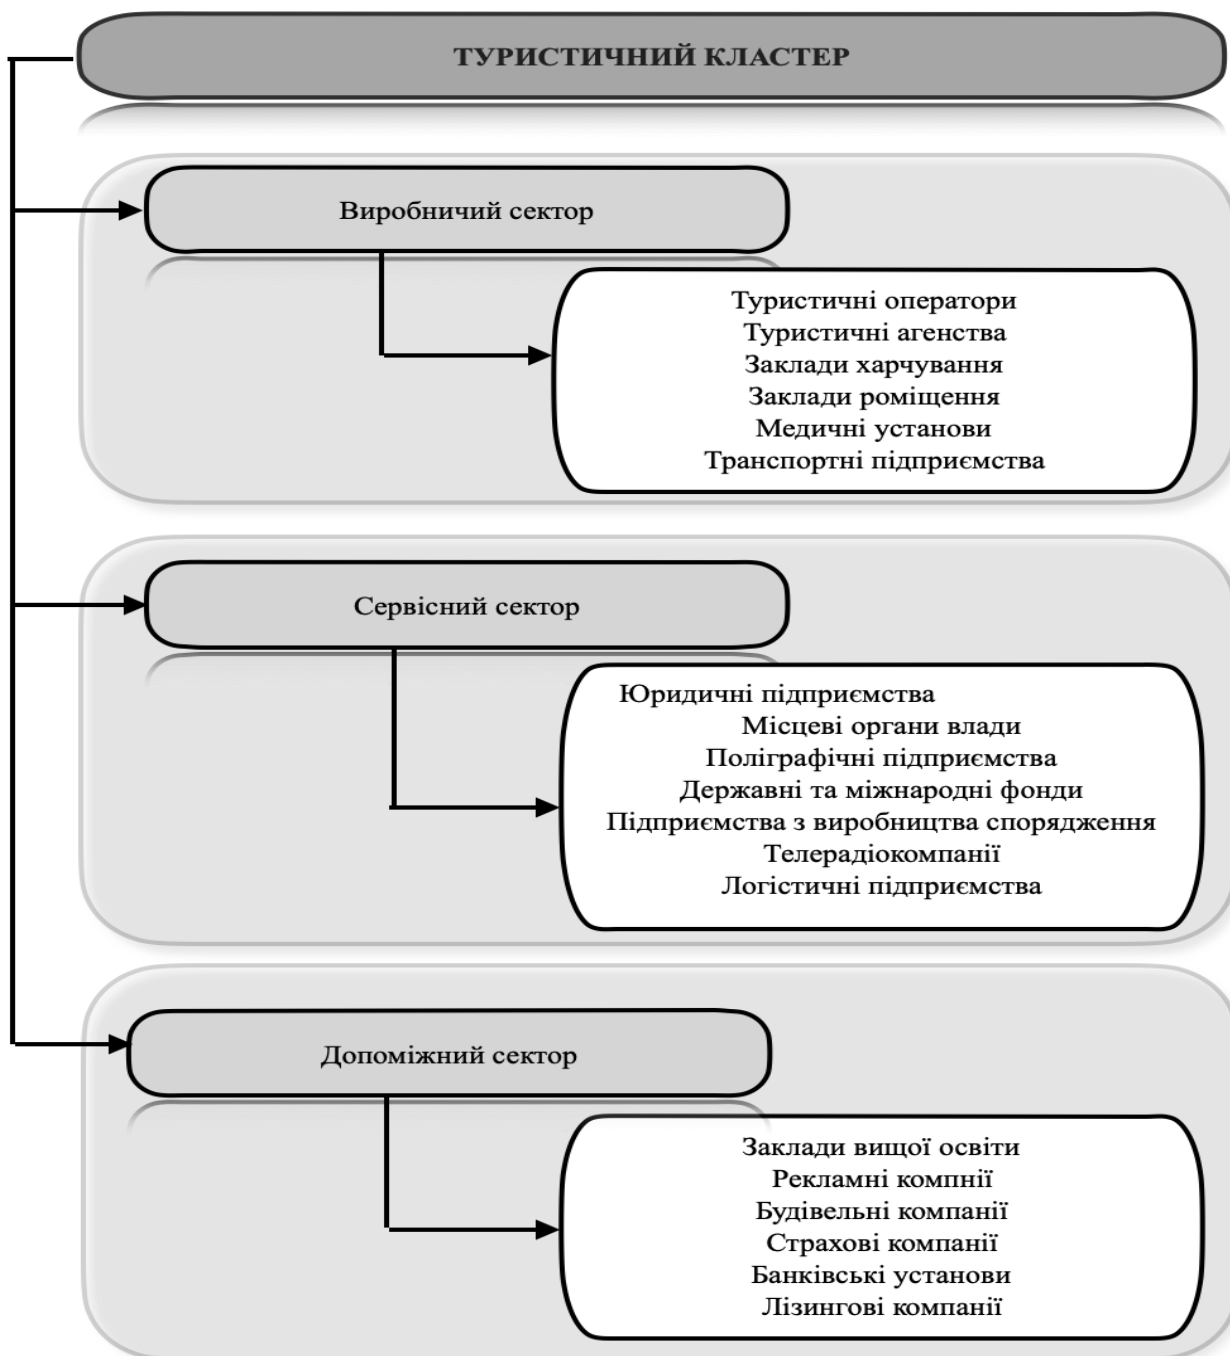 ТУРИСТИЧНИЙ КЛАСТЕР
Виробничий сектор
Туристичні оператори
Туристичні агенства
Заклади харчування
Заклади роміщення
Медичні установи
Транспортні підприємства
Сервісний сектор
Юридичні підприємства
Місцеві органи влади
Поліграфічні підприємства
Державні та міжнародні фонди
Підприємства з виробництва спорядження
Телерадіокомпанії
Логістичні підприємства
Допоміжний сектор
Заклади вищої освіти
Рекламні компнії
Будівельні компанії
Страхові компанії
Банківські установи
Лізингові компанії